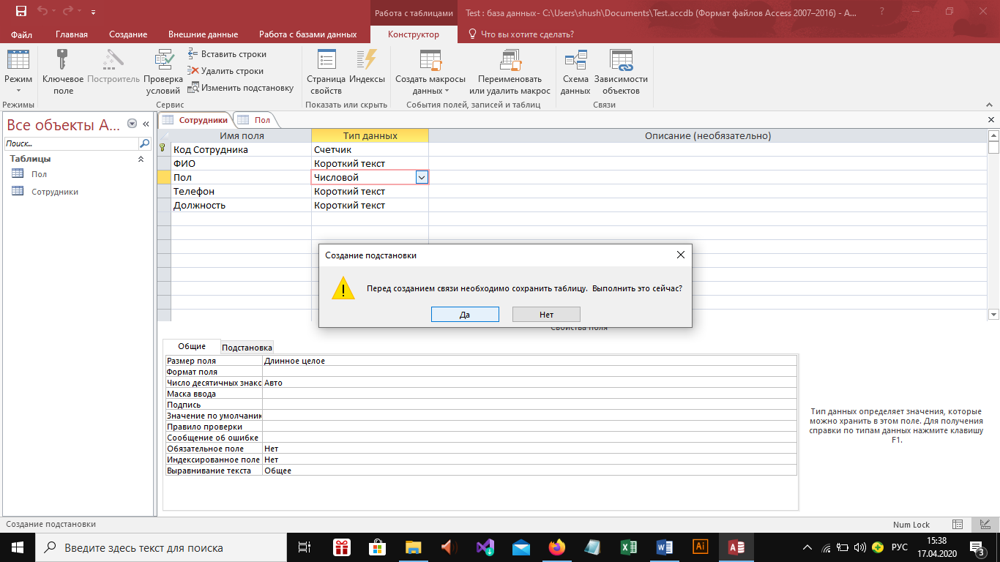 Работа с таблицами
Test : база данных- C:\Users\shush\Documents\Test.accdb (Формат файлов Access 2007–2016) - A...
?
Файл
Главная
Создание
Внешние данные
Работа с базами данных
Конструктор
Что вы хотите сделать?
Режим
Ключевое поле
Построитель
Проверка условий
Вставить строки
Удалить строки
Изменить подстановку
Страница свойств
Индексы
Создать макросы данных
Переименовать или удалить макрос
Схема данных
Зависимости объектов
Режимы
Сервис
Показать или скрыть
События полей, записей и таблиц
Связи
Все объекты A...
Поиск...
Таблицы
Пол
Сотрудники
Сотрудники
Пол
Имя поля
Тип данных
Описание (необязательно)
Код Сотрудника
Счетчик
ФИО
Короткий текст
Пол
Числовой
Телефон
Короткий текст
Должность
Короткий текст
Создание подстановки
Перед созданием связи необходимо сохранить таблицу. Выполнить это сейчас?
Да
Нет
Свойства поля
Общие
Подстановка
Размер поля
Длинное целое
Формат поля
Число десятичных знако
Авто
Маска ввода
Подпись
Значение по умолчани
Правило проверки
Сообщение об ошибке
Обязательное поле
Нет
Индексированное поле
Нет
Выравнивание текста
Общее
Тип данных определяет значения, которые
можно хранить в этом поле. Для получения
справки по типам данных нажмите клавишу
F1.
Создание подстановки
Num Lock
Введите здесь текст для поиска
Ai
РУС
15:38
17.04.2020
3